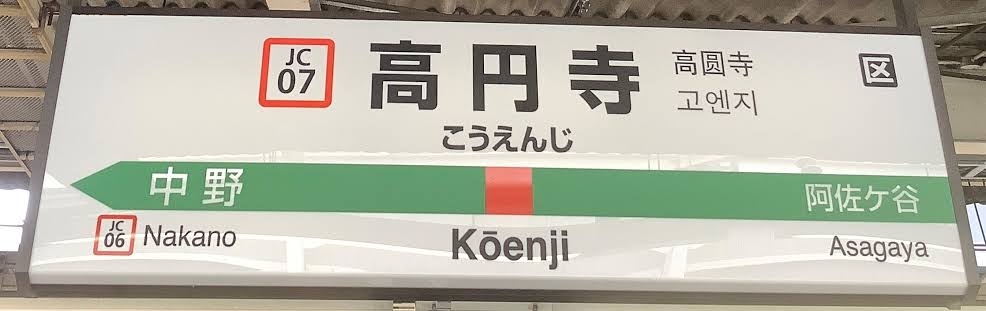 JC
07
高円寺
高圆寺
고엔지
区
こうえんじ
中野
阿佐ケ谷
JC
06
Nakano
Kōenji
Asagaya